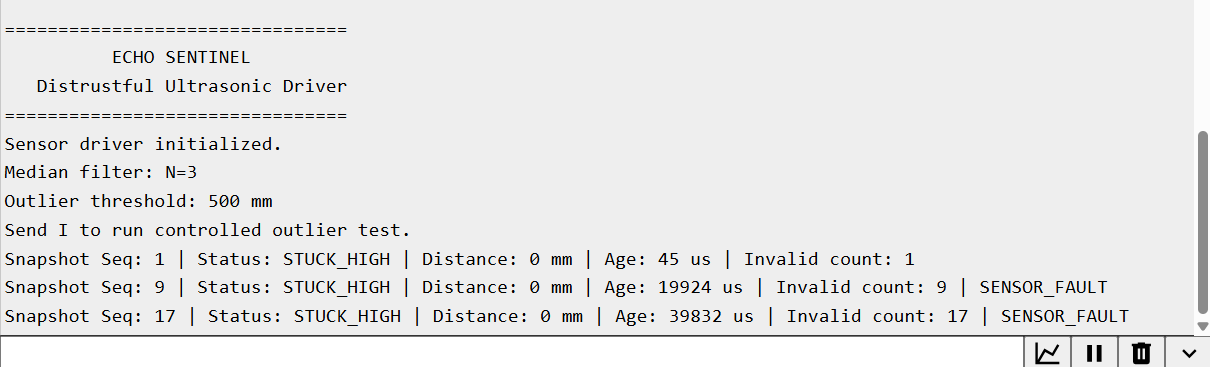 ================================
ECHO SENTINEL
Distrustful Ultrasonic Driver
================================
Sensor driver initialized.
Median filter: N=3
Outlier threshold: 500 mm
Send I to run controlled outlier test.
Snapshot Seq: 1 | Status: STUCK_HIGH | Distance: 0 mm | Age: 45 us | Invalid count: 1
Snapshot Seq: 9 | Status: STUCK_HIGH | Distance: 0 mm | Age: 19924 us | Invalid count: 9 | SENSOR_FAULT
Snapshot Seq: 17 | Status: STUCK_HIGH | Distance: 0 mm | Age: 39832 us | Invalid count: 17 | SENSOR_FAULT